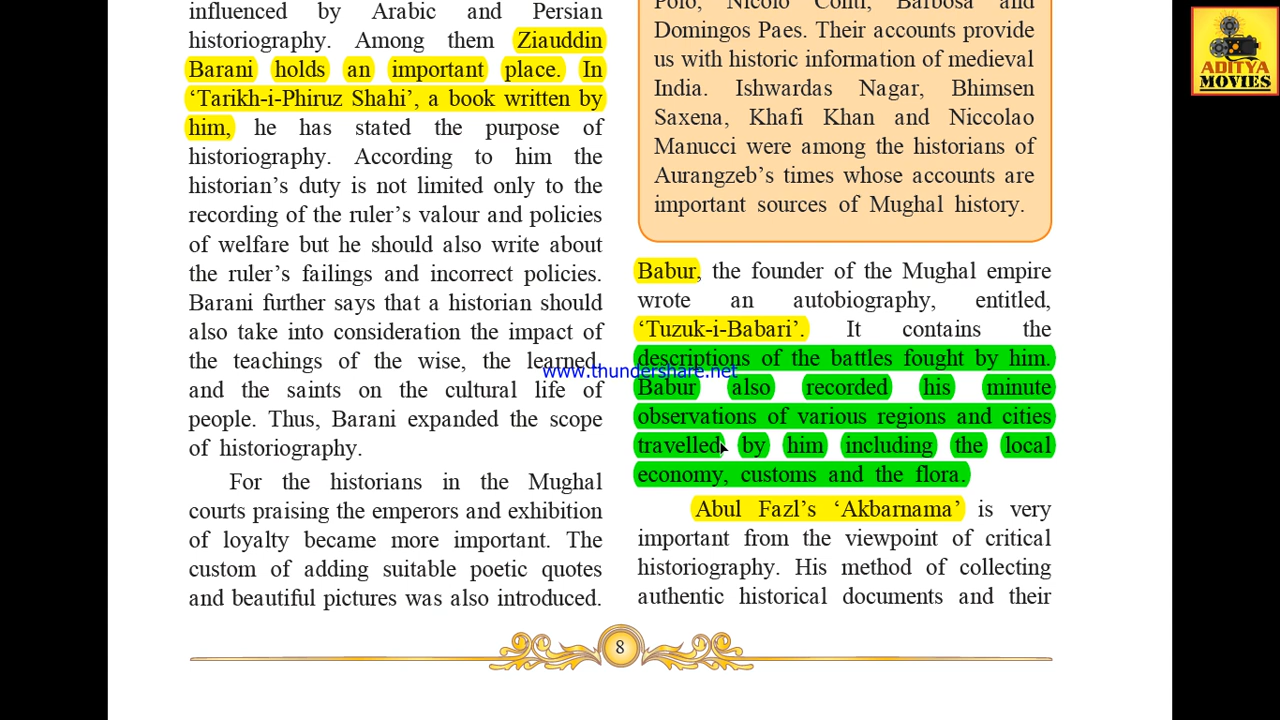 influenced by Arabic and Persian
historiography. Among them Ziauddin
Barani holds an important place. In
‘Tarikh-i-Phiruz Shahi’, a book written by
him, he has stated the purpose of
historiography. According to him the
historian’s duty is not limited only to the
recording of the ruler’s valour and policies
of welfare but he should also write about
the ruler’s failings and incorrect policies.
Barani further says that a historian should
also take into consideration the impact of
the teachings of the wise, the learned,
and the saints on the cultural life of
people. Thus, Barani expanded the scope
of historiography.
For the historians in the Mughal
courts praising the emperors and exhibition
of loyalty became more important. The
custom of adding suitable poetic quotes
and beautiful pictures was also introduced.
Polo, Nicolo Conti, Barbosa and
Domingos Paes. Their accounts provide
us with historic information of medieval
India. Ishwardas Nagar, Bhimsen
Saxena, Khafi Khan and Niccolao
Manucci were among the historians of
Aurangzeb’s times whose accounts are
important sources of Mughal history.
Babur, the founder of the Mughal empire
wrote an autobiography, entitled,
‘Tuzuk-i-Babari’. It contains the
descriptions of the battles fought by him.
Babur also recorded his minute
observations of various regions and cities
travelled by him including the local
economy, customs and the flora.
Abul Fazl’s ‘Akbarnama’ is very
important from the viewpoint of critical
historiography. His method of collecting
authentic historical documents and their
8
www.thundershare.net
ADITYA
MOVIES